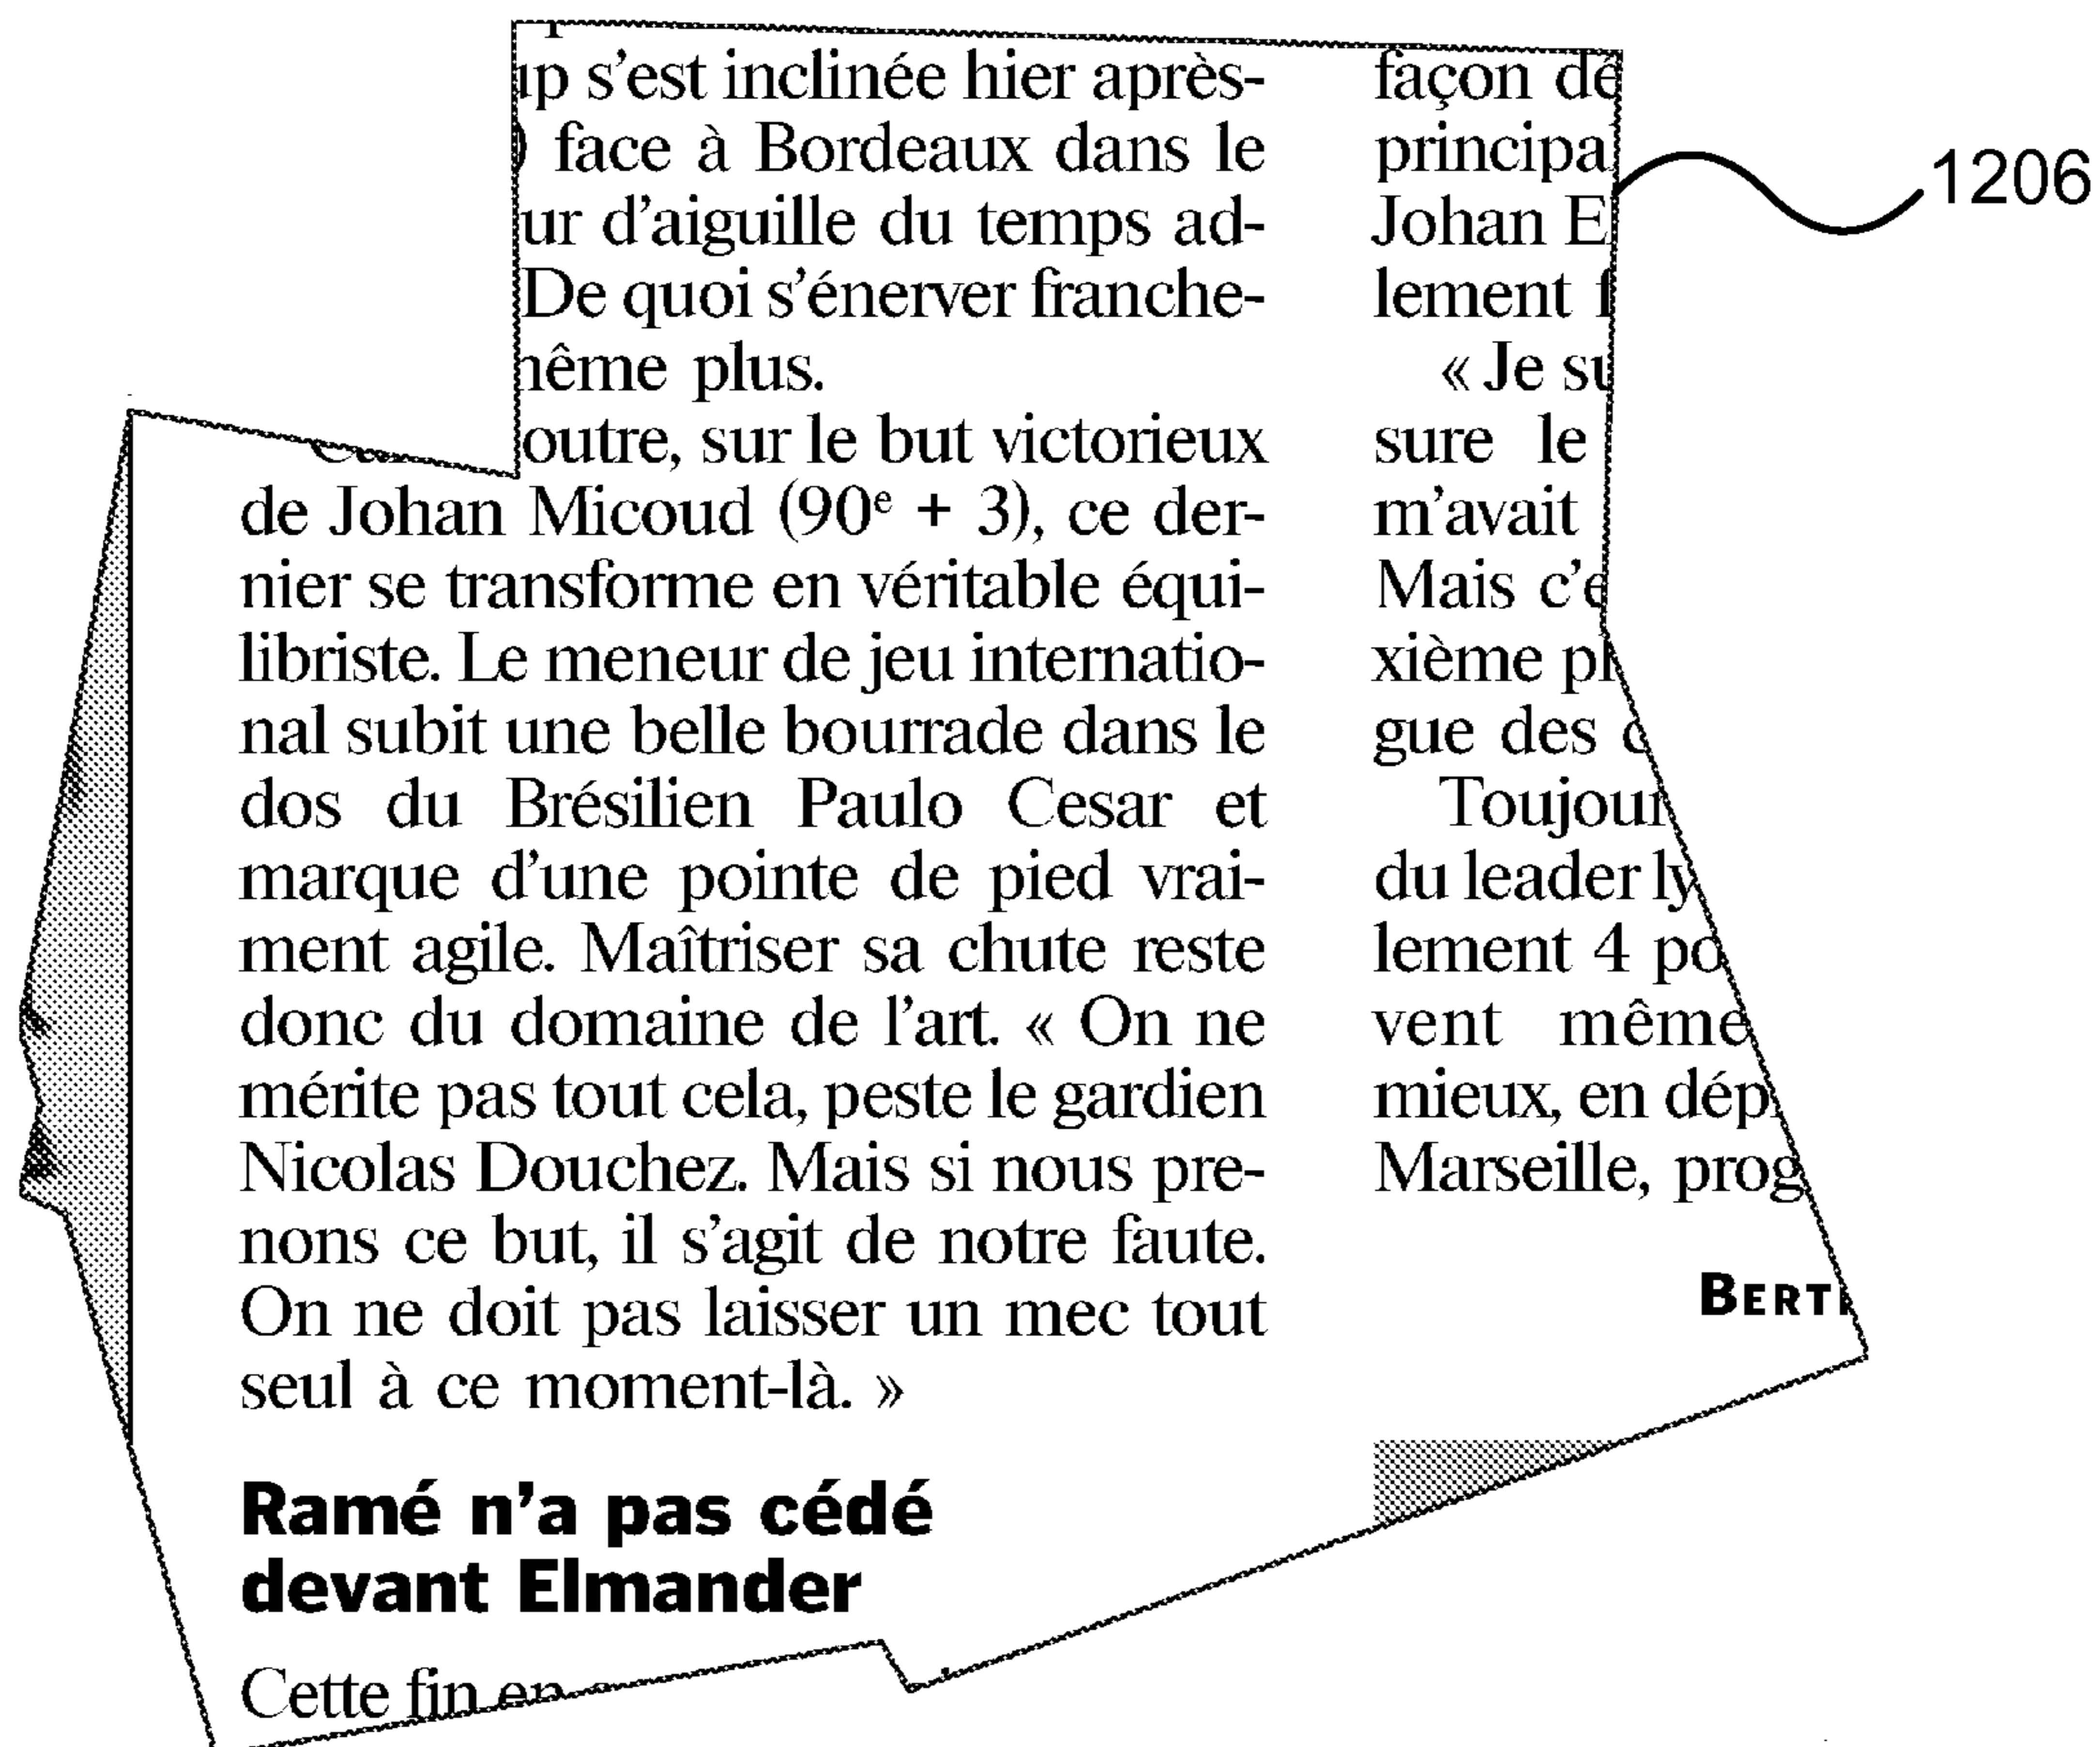 s'est inclinée hier après-
face à Bordeaux dans le
d'aiguille du temps ad-
De quoi s'énerver franche-
plus.
outre, sur le but victorieux
de Johan Micoud (90e + 3), ce der-
nier se transforme en véritable équi-
libriste. Le meneur de jeu internatio-
nal subit une belle bourrade dans le
dos du Brésilien Paulo Cesar et
marque d'une pointe de pied vrai-
ment agile. Maîtriser sa chute reste
donc du domaine de l'art. « On ne
mérite pas tout cela, peste le gardien
Nicolas Douchez. Mais si nous pre-
nons ce but, il s'agit de notre faute.
On ne doit pas laisser un mec tout
seul à ce moment-là. »
Ramé n'a pas cédé
devant Elmander
Cette fin en
façon
principa
Johan E
lement
« Je
sure le
m'avait
Mais c'e
xième
gue des
Toujour
du leader ly
lement 4 po
vent même
mieux, en dép
Marseille, prog
BERT
1206